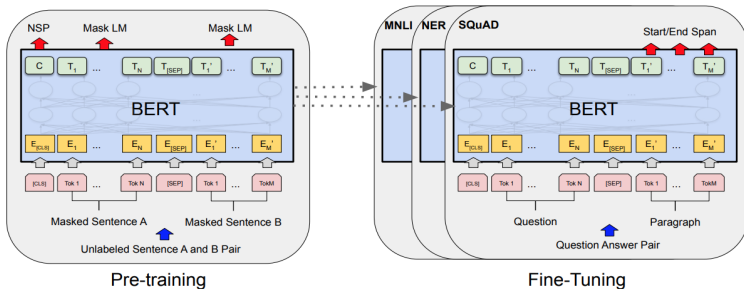 NSP Mask LM Mask LM
C T1 ... TN T[SEP] T1' ... TM'
BERT
E[CLS] E1 ... EN E[SEP] E1' ... EM'
[CLS] Tok 1 ... Tok N [SEP] Tok 1 ... TokM
Masked Sentence A Masked Sentence B
Unlabeled Sentence A and B Pair
Pre-training
MNLI NER SQuAD
Start/End Span
C T1 ... TN T[SEP] T1' ... TM'
BERT
E[CLS] E1 ... EN E[SEP] E1' ... EM'
[CLS] Tok 1 ... Tok N [SEP] Tok 1 ... TokM
Question Paragraph
Question Answer Pair
Fine-Tuning